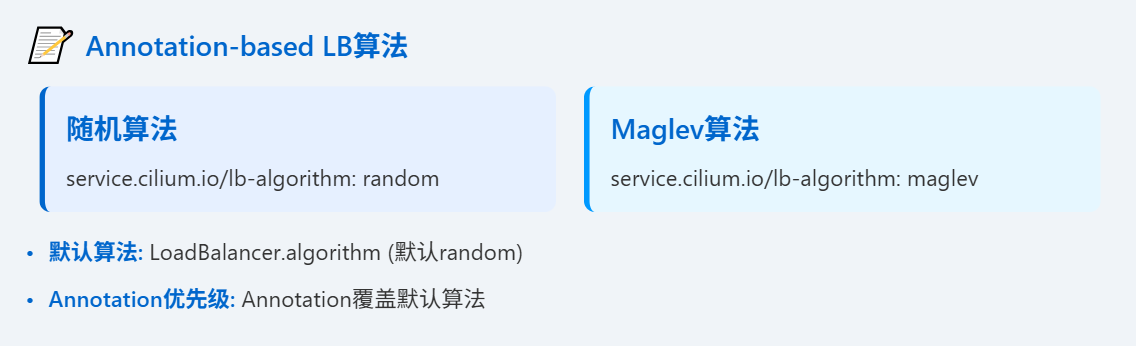 Annotation-based LB算法
随机算法
service.cilium.io/lb-algorithm: random
Maglev算法
service.cilium.io/lb-algorithm: maglev
• 默认算法: LoadBalancer.algorithm (默认random)
• Annotation优先级: Annotation覆盖默认算法